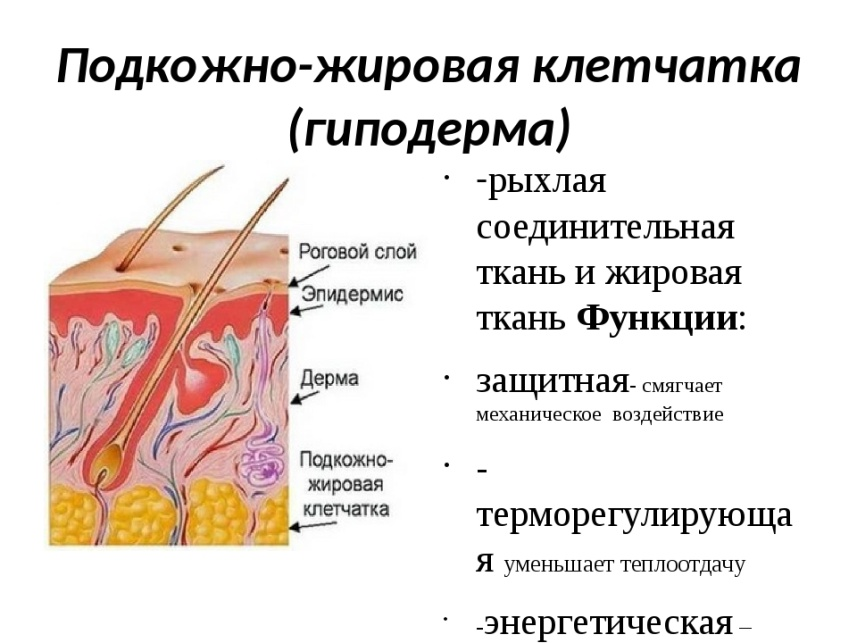 Подкожно-жировая клетчатка
(гиподерма)
Роговой слой
Эпидермис
Дерма
Подкожно-
жировая
клетчатка
· -рыхлая
соединительная
ткань и жировая
ткань Функции:
· защитная- смягчает
механическое воздействие
· -
терморегулирующа
я уменьшает теплоотдачу
· -энергетическая –